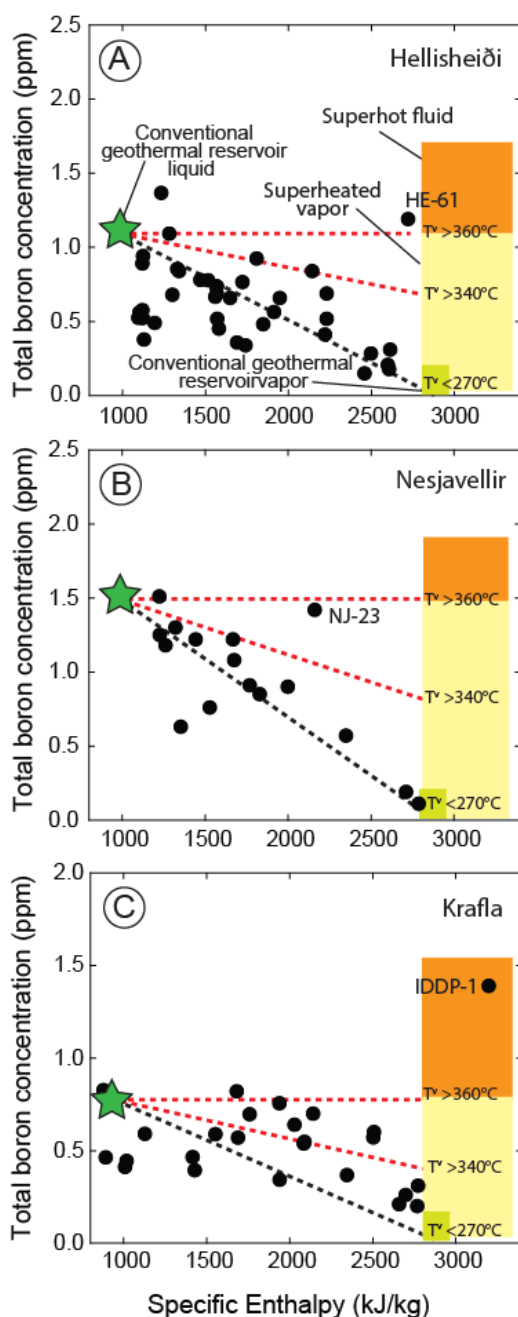 Total boron concentration (ppm)
2.5
2.0
1.5
1.0
0.5
0.0
A
Hellisheiði
Conventional
geothermal reservoir
liquid
Superhot fluid
Superheated
vapor
HE-61
Tᵛ >360°C
Tᵛ >340°C
Conventional geothermal
reservoirvapor
Tᵛ <270°C
1000 1500 2000 2500 3000
Total boron concentration (ppm)
2.5
2.0
1.5
1.0
0.5
0.0
B
Nesjavellir
Tᵛ >360°C
NJ-23
Tᵛ >340°C
Tᵛ <270°C
1000 1500 2000 2500 3000
Total boron concentration (ppm)
2.0
1.5
1.0
0.5
0.0
C
Krafla
IDDP-1
Tᵛ >360°C
Tᵛ >340°C
Tᵛ <270°C
1000 1500 2000 2500 3000
Specific Enthalpy (kJ/kg)